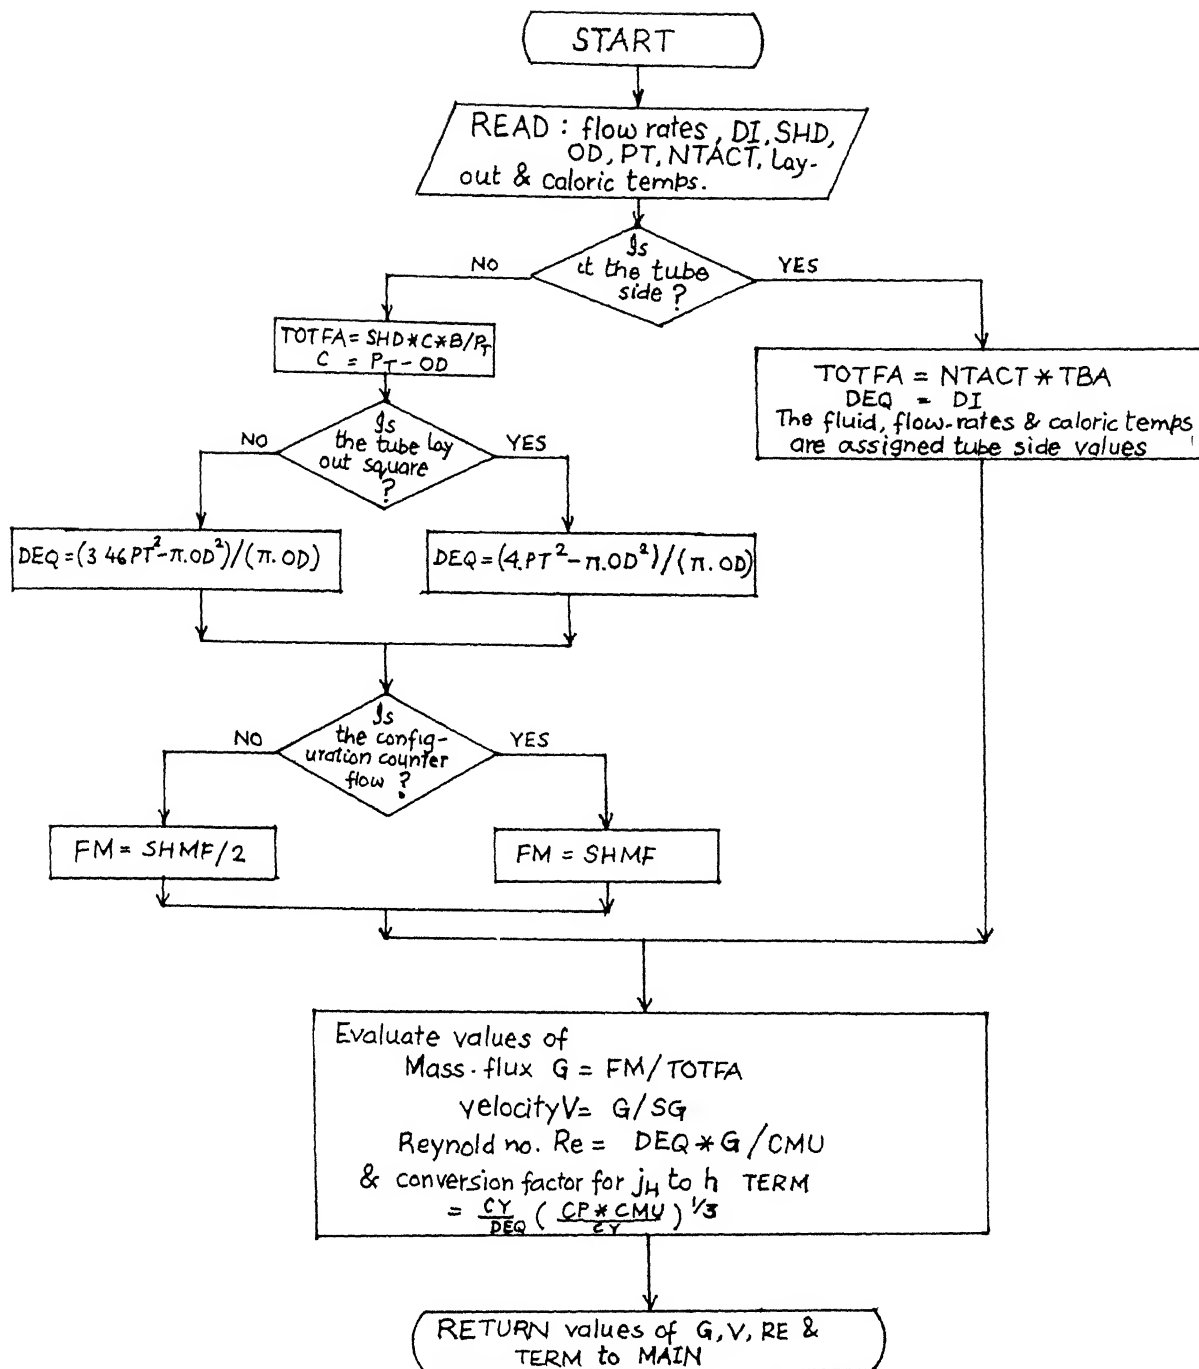 START
READ : flow rates, DI, SHD,
OD, PT, NTACT, Lay-
out & caloric temps.
Is
it the tube
side ?
NO
YES
TOTFA = SHD*C*B/PT
C = PT - OD
TOTFA = NTACT * TBA
DEQ = DI
The fluid, flow-rates & caloric temps
are assigned tube side values
Is
the tube lay
out square
?
NO
YES
DEQ = (3 46 PT² - π.OD²)/(π.OD)
DEQ = (4.PT² - π.OD²)/(π.OD)
Is
the config-
uration counter
flow ?
NO
YES
FM = SHMF/2
FM = SHMF
Evaluate values of
Mass-flux G = FM/TOTFA
velocity V = G/SG
Reynold no. Re = DEQ * G/CMU
& conversion factor for jH to h TERM
= CY/DEQ (CP * CMU/CY)^1/3
RETURN values of G, V, RE &
TERM to MAIN